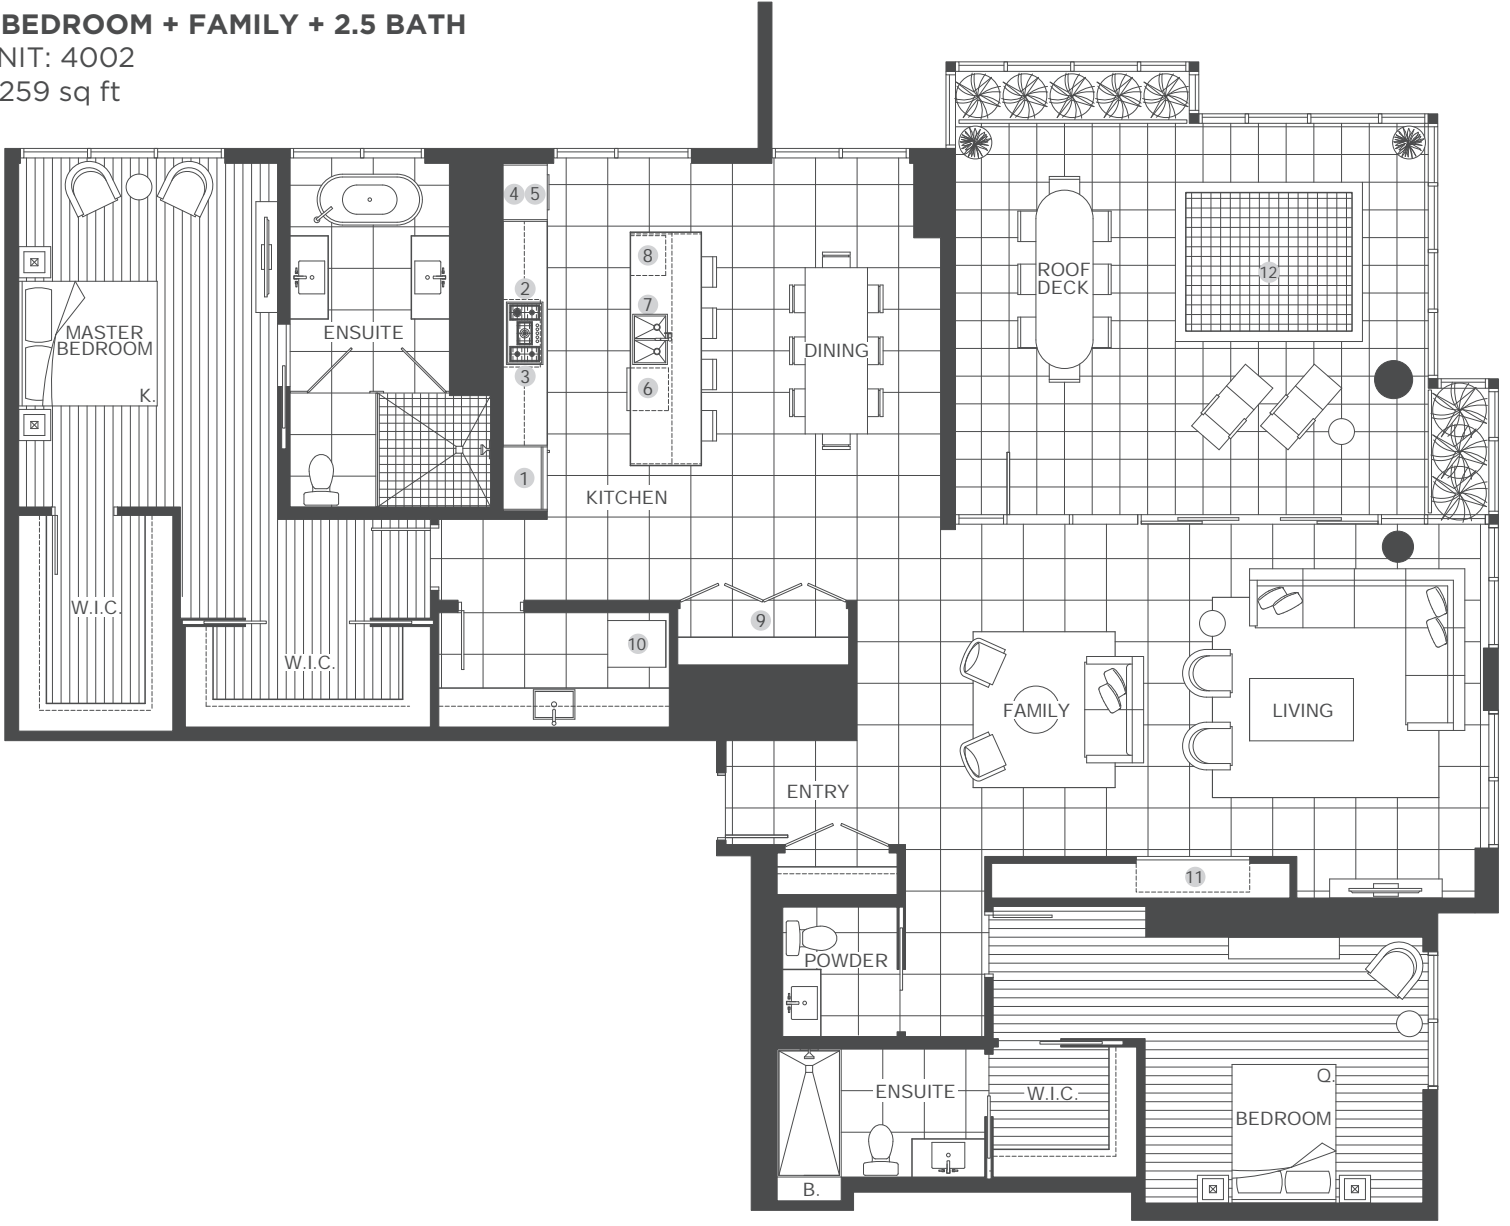 BEDROOM + FAMILY + 2.5 BATH
NIT: 4002
259 sq ft
4 5
8
2
7
12
ROOF
DECK
MASTER
BEDROOM
ENSUITE
DINING
3
6
K.
1
KITCHEN
W.I.C.
9
10
W.I.C.
FAMILY
LIVING
ENTRY
11
POWDER
Q.
ENSUITE
W.I.C.
BEDROOM
B.